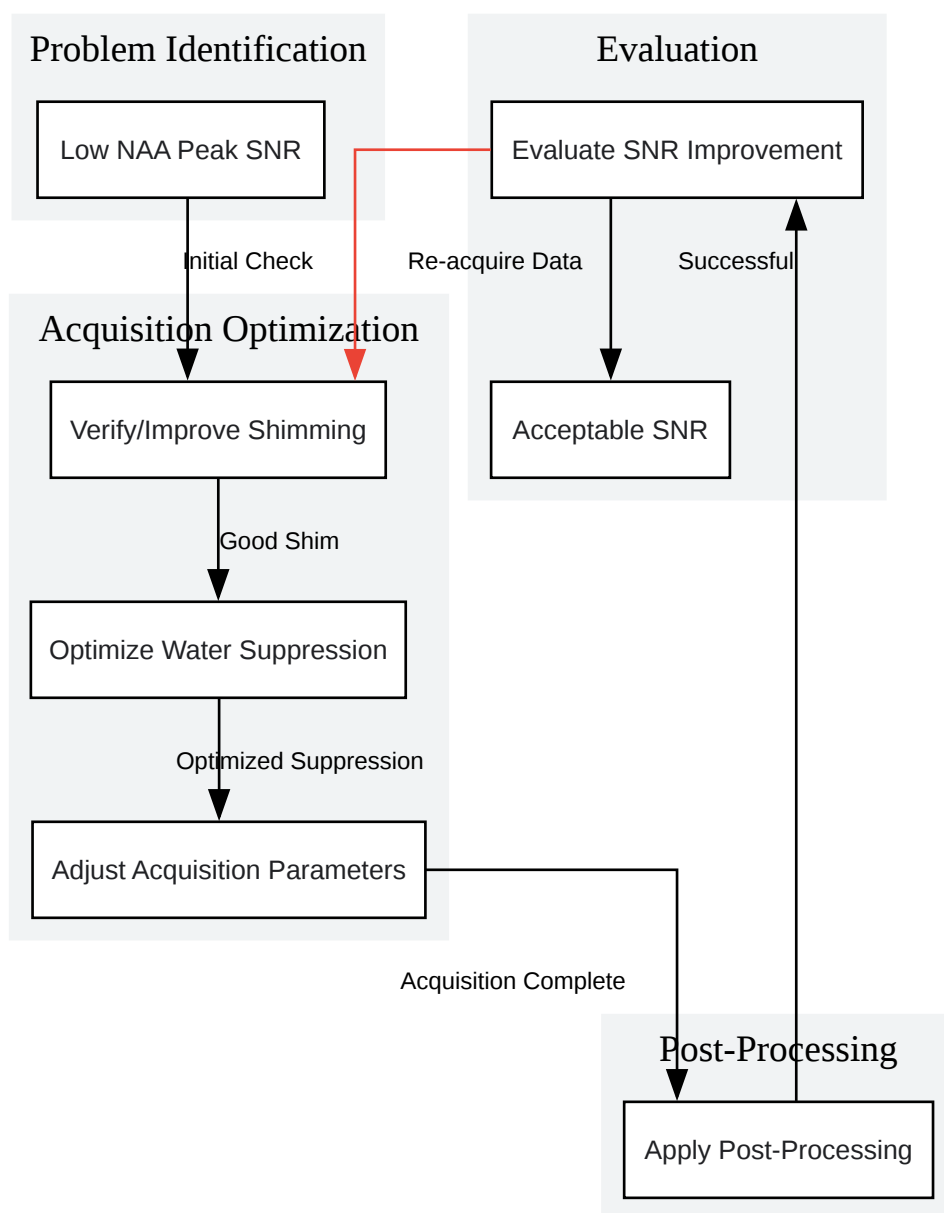 Problem Identification
Evaluation
Low NAA Peak SNR
Evaluate SNR Improvement
Initial Check
Re-acquire Data
Successful
Acquisition Optimization
Verify/Improve Shimming
Acceptable SNR
Good Shim
Optimize Water Suppression
Optimized Suppression
Adjust Acquisition Parameters
Acquisition Complete
Post-Processing
Apply Post-Processing